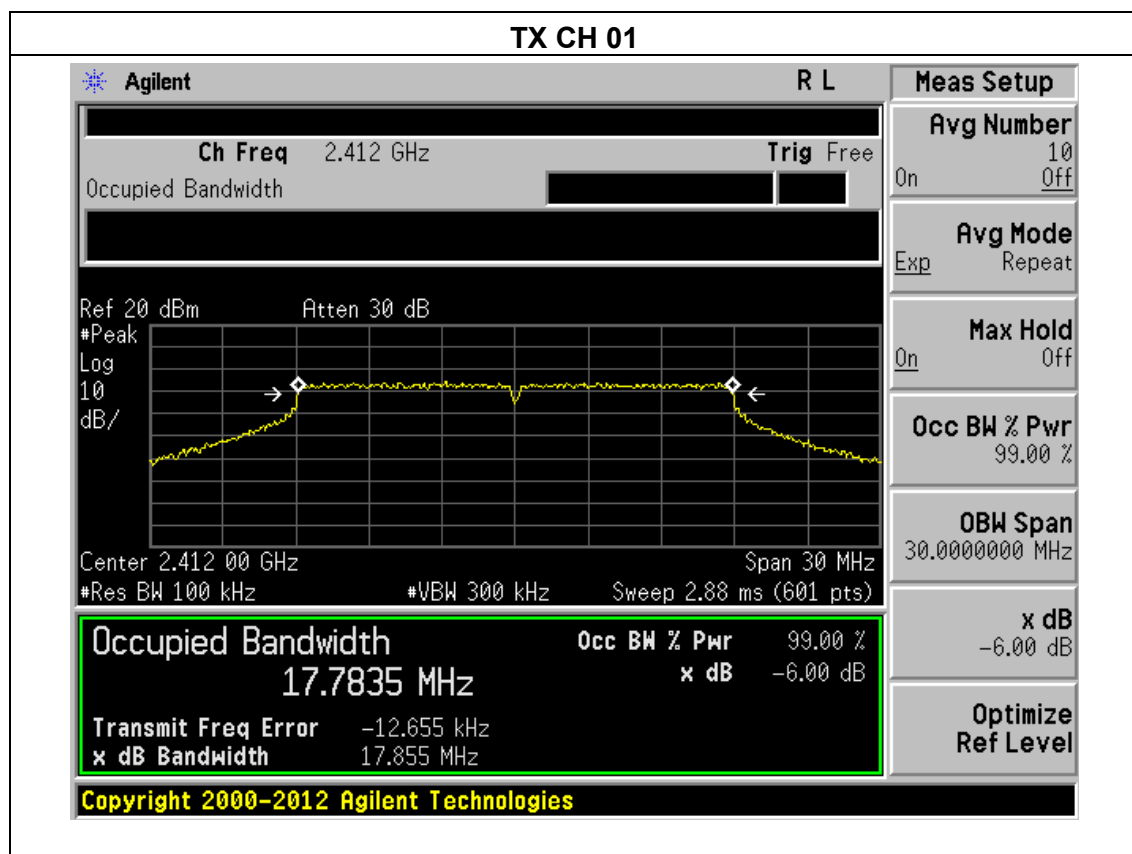 TX CH 01
Agilent R L
Ch Freq 2.412 GHz Trig Free
Occupied Bandwidth
Ref 20 dBm Atten 30 dB
#Peak
Log
10
dB/
Center 2.412 00 GHz Span 30 MHz
#Res BW 100 kHz #VBW 300 kHz Sweep 2.88 ms (601 pts)
Occupied Bandwidth Occ BW % Pwr 99.00 %
17.7835 MHz x dB -6.00 dB
Transmit Freq Error -12.655 kHz
x dB Bandwidth 17.855 MHz
Copyright 2000-2012 Agilent Technologies
Meas Setup
Avg Number
10
On Off
Avg Mode
Exp Repeat
Max Hold
On Off
Occ BW % Pwr
99.00 %
OBW Span
30.0000000 MHz
x dB
-6.00 dB
Optimize
Ref Level